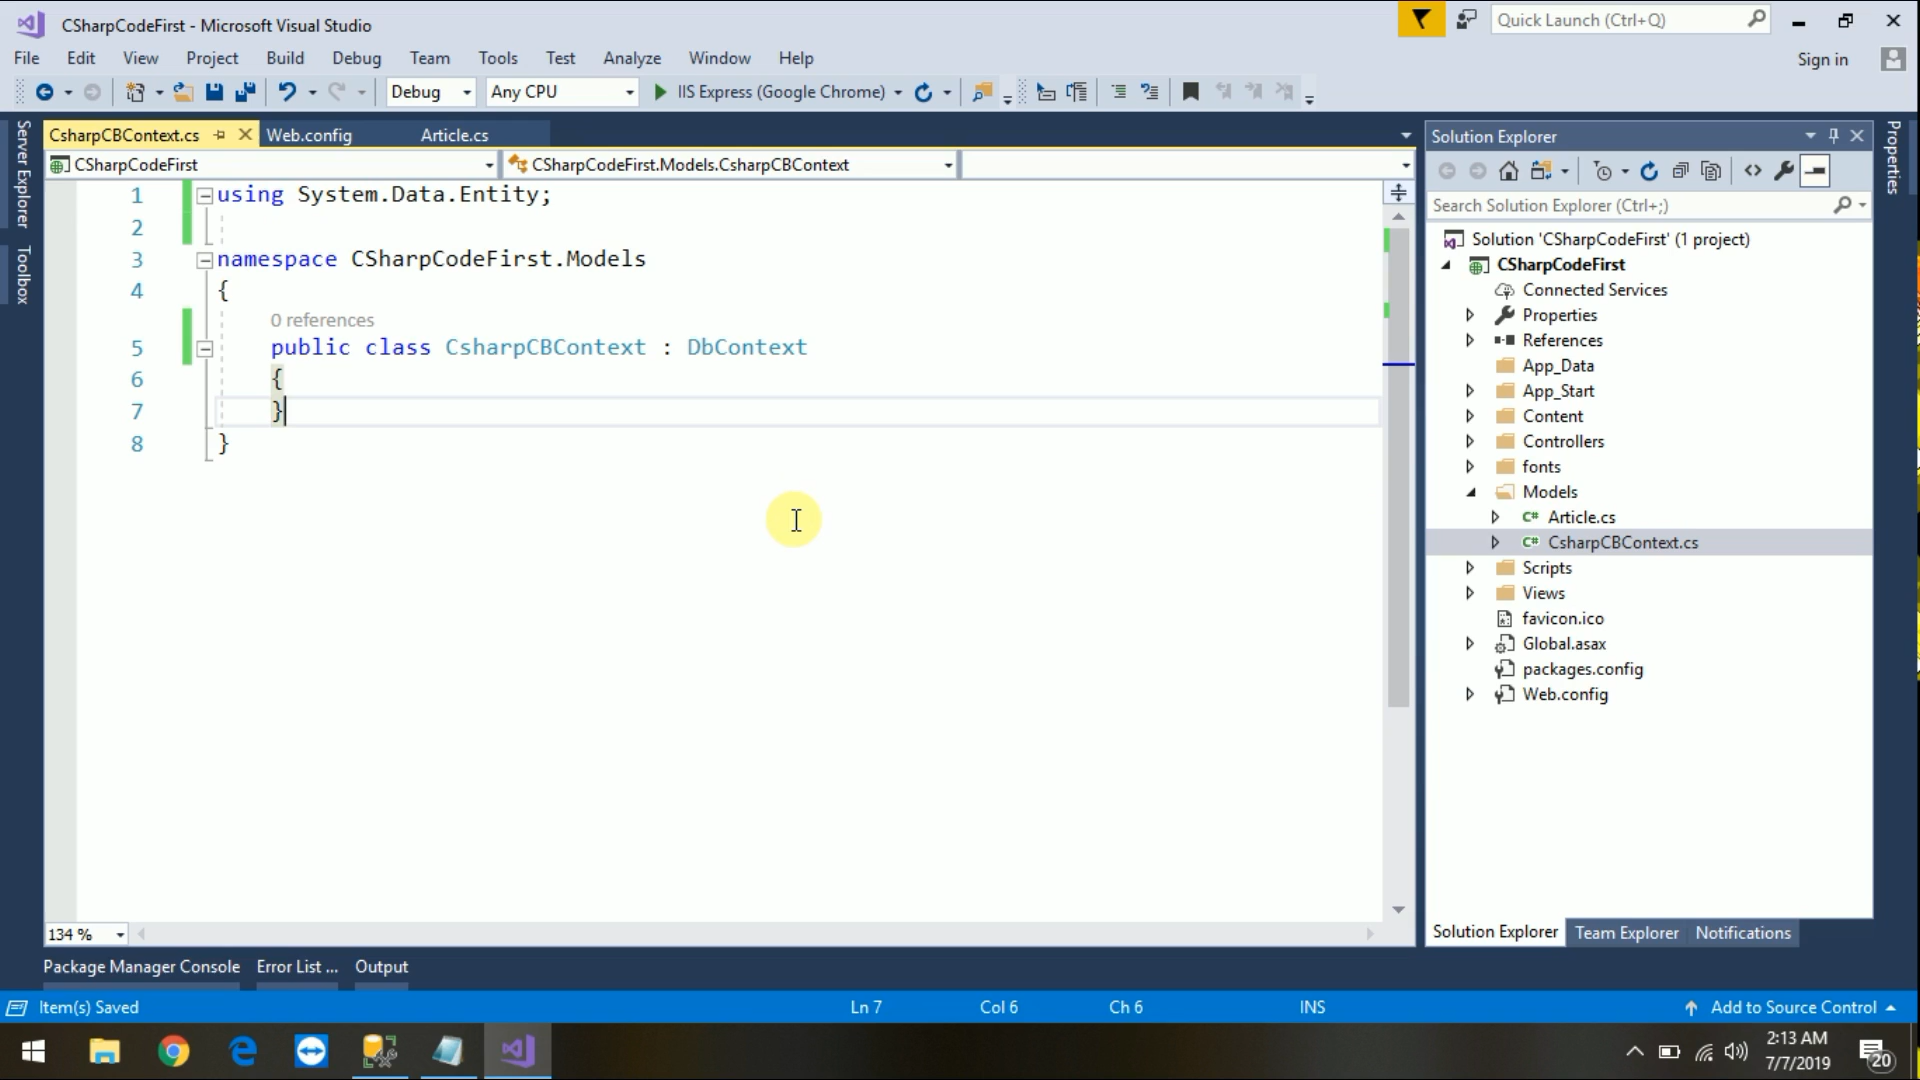 CSharpCodeFirst - Microsoft Visual Studio
Quick Launch (Ctrl+Q)
File Edit View Project Build Debug Team Tools Test Analyze Window Help
Sign in
Debug Any CPU IIS Express (Google Chrome)
Server Explorer
Toolbox
CsharpCBContext.cs Web.config Article.cs
CSharpCodeFirst CSharpCodeFirst.Models.CsharpCBContext
1 using System.Data.Entity;
2
3 namespace CSharpCodeFirst.Models
4 {
0 references
5 public class CsharpCBContext : DbContext
6 {
7 }
8 }
134 %
Solution Explorer
Search Solution Explorer (Ctrl+;)
Solution 'CSharpCodeFirst' (1 project)
CSharpCodeFirst
Connected Services
Properties
References
App_Data
App_Start
Content
Controllers
fonts
Models
C# Article.cs
C# CsharpCBContext.cs
Scripts
Views
favicon.ico
Global.asax
packages.config
Web.config
Solution Explorer Team Explorer Notifications
Properties
Package Manager Console Error List ... Output
Item(s) Saved Ln 7 Col 6 Ch 6 INS Add to Source Control
2:13 AM
7/7/2019
20